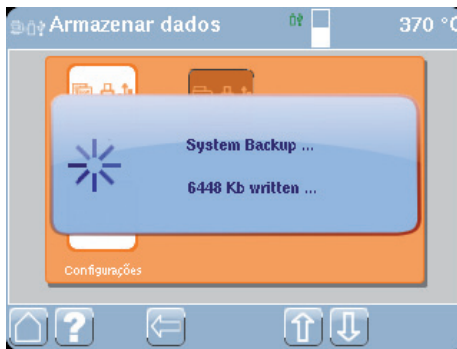 Armazenar dados
370 °C
System Backup ...
6448 Kb written ...
Configurações
?